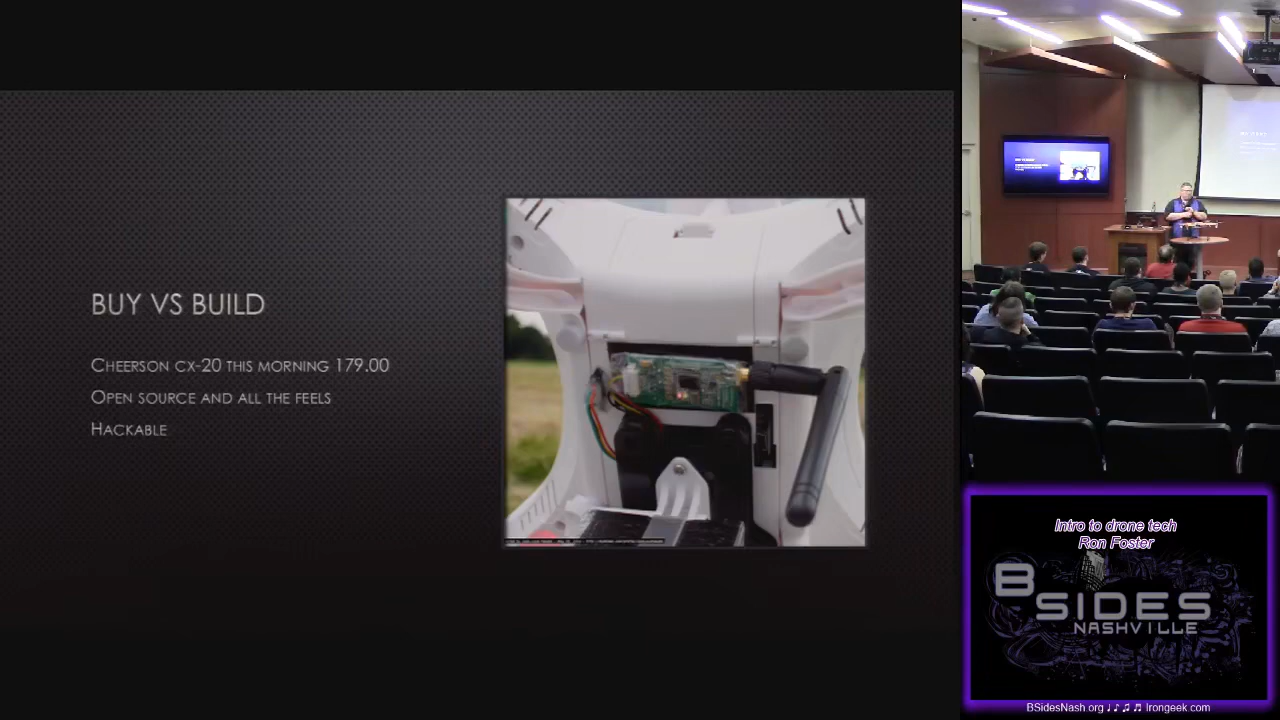 BUY VS BUILD
CHEERSON CX-20 THIS MORNING 179.00
OPEN SOURCE AND ALL THE FEELS
HACKABLE
Intro to drone tech
Ron Foster
BSIDES
NASHVILLE
BSidesNash.org ♩ ♪ ♫ ♬ Irongeek.com